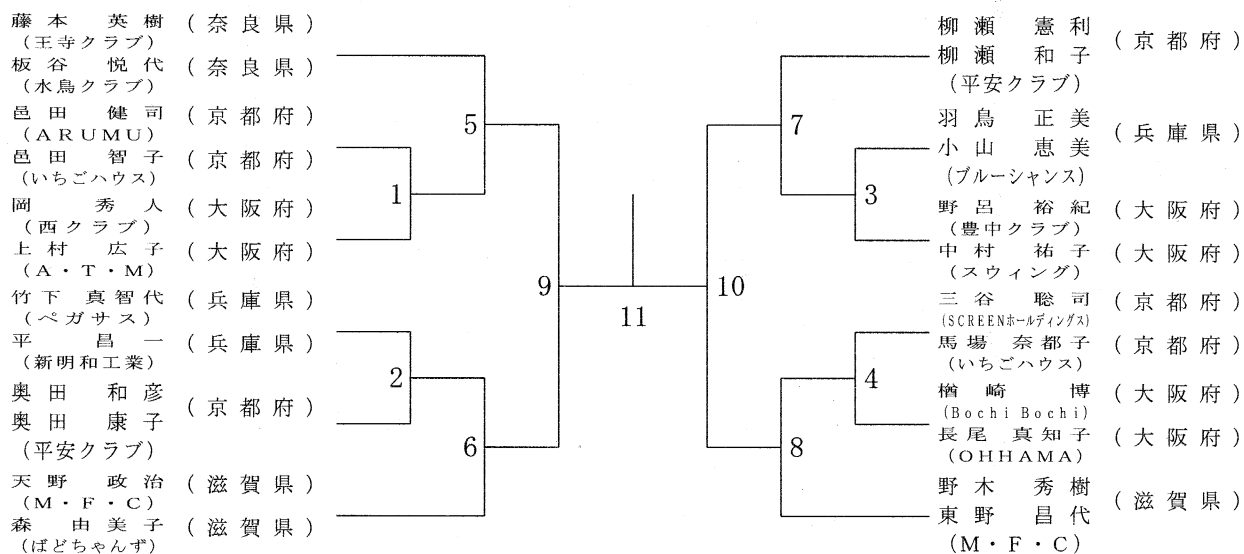 藤本 英樹 (奈良県)
(王寺クラブ)
板谷 悦代 (奈良県)
(水鳥クラブ)
邑田 健司 (京都府)
(ARUMU)
邑田 智子 (京都府)
(いちごハウス)
岡 秀人 (大阪府)
(西クラブ)
上村 広子 (大阪府)
(A・T・M)
竹下 真智代 (兵庫県)
(ペガサス)
平 昌一 (兵庫県)
(新明和工業)
奥田 和彦
奥田 康子 (京都府)
(平安クラブ)
天野 政治 (滋賀県)
(M・F・C)
森 由美子 (滋賀県)
(ばどちゃんず)
5
1
9
2
6
11
7
3
10
4
8
柳瀬 憲利
柳瀬 和子 (京都府)
(平安クラブ)
羽鳥 正美
小山 恵美 (兵庫県)
(ブルーシャンス)
野呂 裕紀 (大阪府)
(豊中クラブ)
中村 祐子 (大阪府)
(スウィング)
三谷 聡司 (京都府)
(SCREENホールディングス)
馬場 奈都子 (京都府)
(いちごハウス)
楢崎 博 (大阪府)
(Bochi Bochi)
長尾 真知子 (大阪府)
(OHHAMA)
野木 秀樹
東野 昌代 (滋賀県)
(M・F・C)